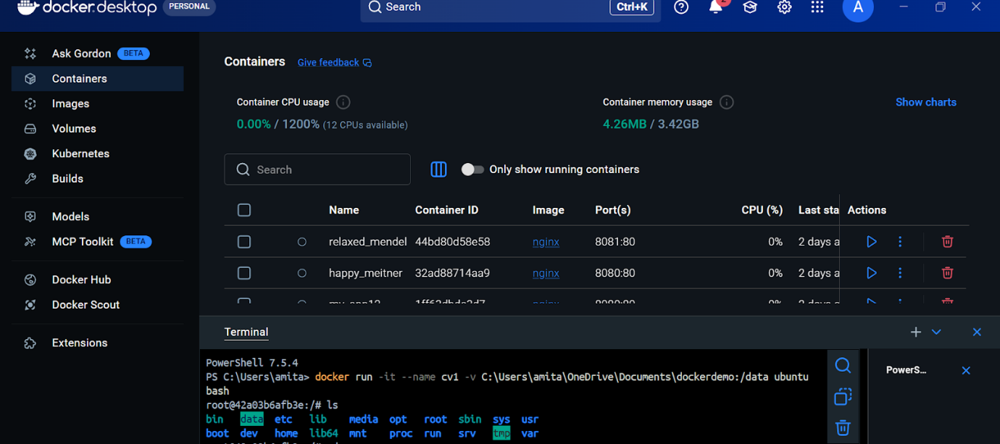 docker.desktop PERSONAL Search Ctrl+K 2 A
Ask Gordon BETA
Containers
Images
Volumes
Kubernetes
Builds
Models
MCP Toolkit BETA
Docker Hub
Docker Scout
Extensions
Containers Give feedback
Container CPU usage
0.00% / 1200% (12 CPUs available)
Container memory usage
4.26MB / 3.42GB
Show charts
Search
Only show running containers
Name Container ID Image Port(s) CPU (%) Last sta Actions
relaxed_mendel 44bd80d58e58 nginx 8081:80 0% 2 days a
happy_meitner 32ad88714aa9 nginx 8080:80 0% 2 days a
nginx 0% 2 days a
Terminal
PowerShell 7.5.4
PS C:\Users\amita> docker run -it --name cv1 -v C:\Users\amita\OneDrive\Documents\dockerdemo:/data ubuntu
bash
root@42a03b6afb3e:/# ls
bin data etc lib media opt root sbin sys usr
boot dev home lib64 mnt proc run srv tmp var
PowerS...